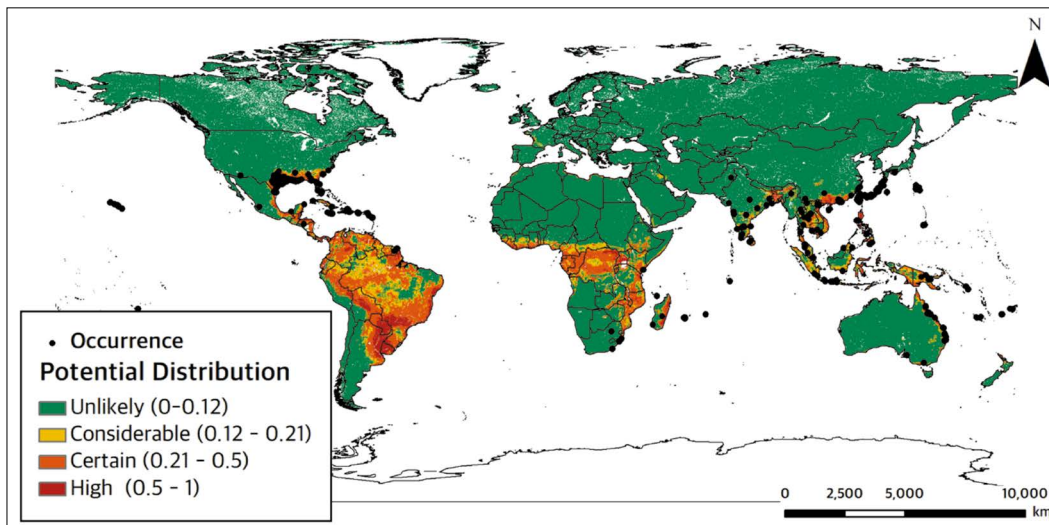 N
Occurrence
Potential Distribution
Unlikely (0-0.12)
Considerable (0.12 - 0.21)
Certain (0.21 - 0.5)
High (0.5 - 1)
0 2,500 5,000 10,000
km